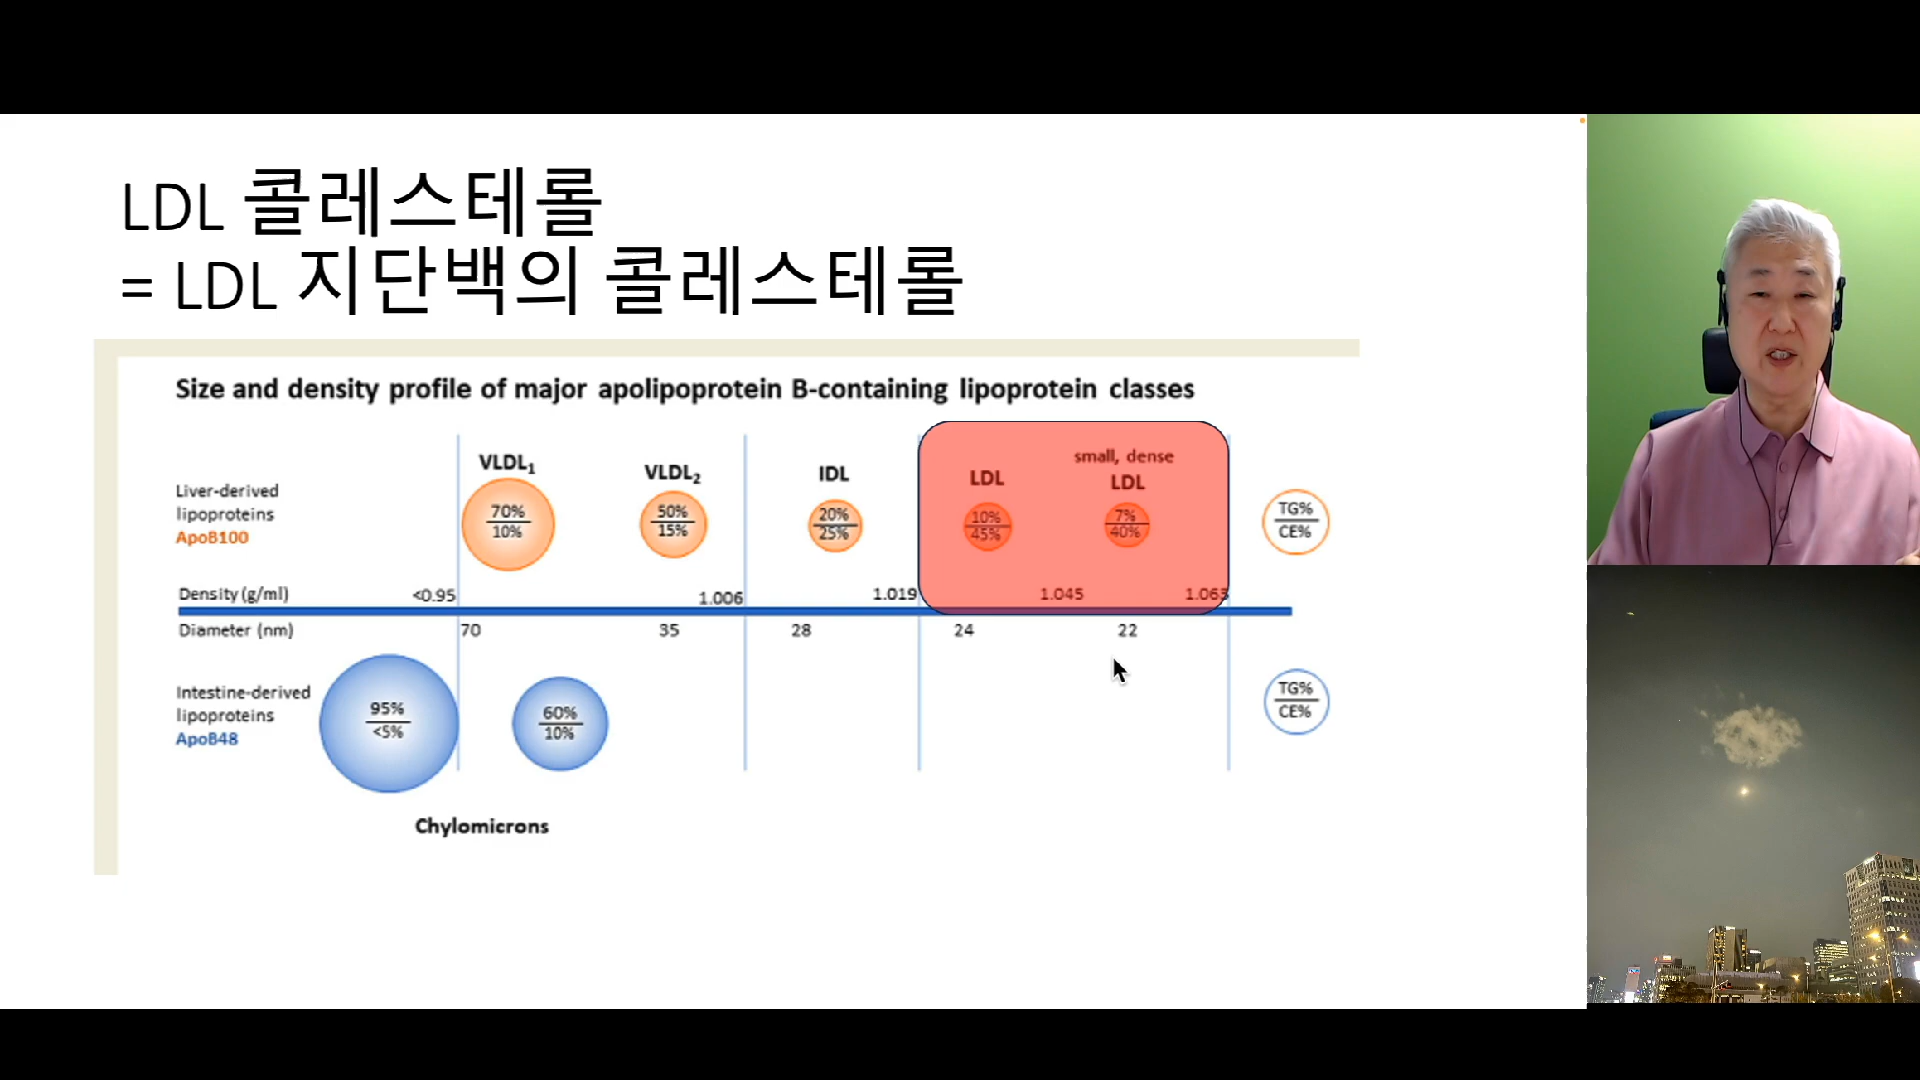 LDL 콜레스테롤
= LDL 지단백의 콜레스테롤
Size and density profile of major apolipoprotein B-containing lipoprotein classes
Liver-derived
lipoproteins
ApoB100
VLDL1
70%
10%
VLDL2
50%
15%
IDL
20%
25%
LDL
10%
45%
small, dense
LDL
7%
40%
TG%
CE%
Density (g/ml) <0.95 1.006 1.019 1.045 1.063
Diameter (nm) 70 35 28 24 22
Intestine-derived
lipoproteins
ApoB48
95%
<5%
60%
10%
TG%
CE%
Chylomicrons